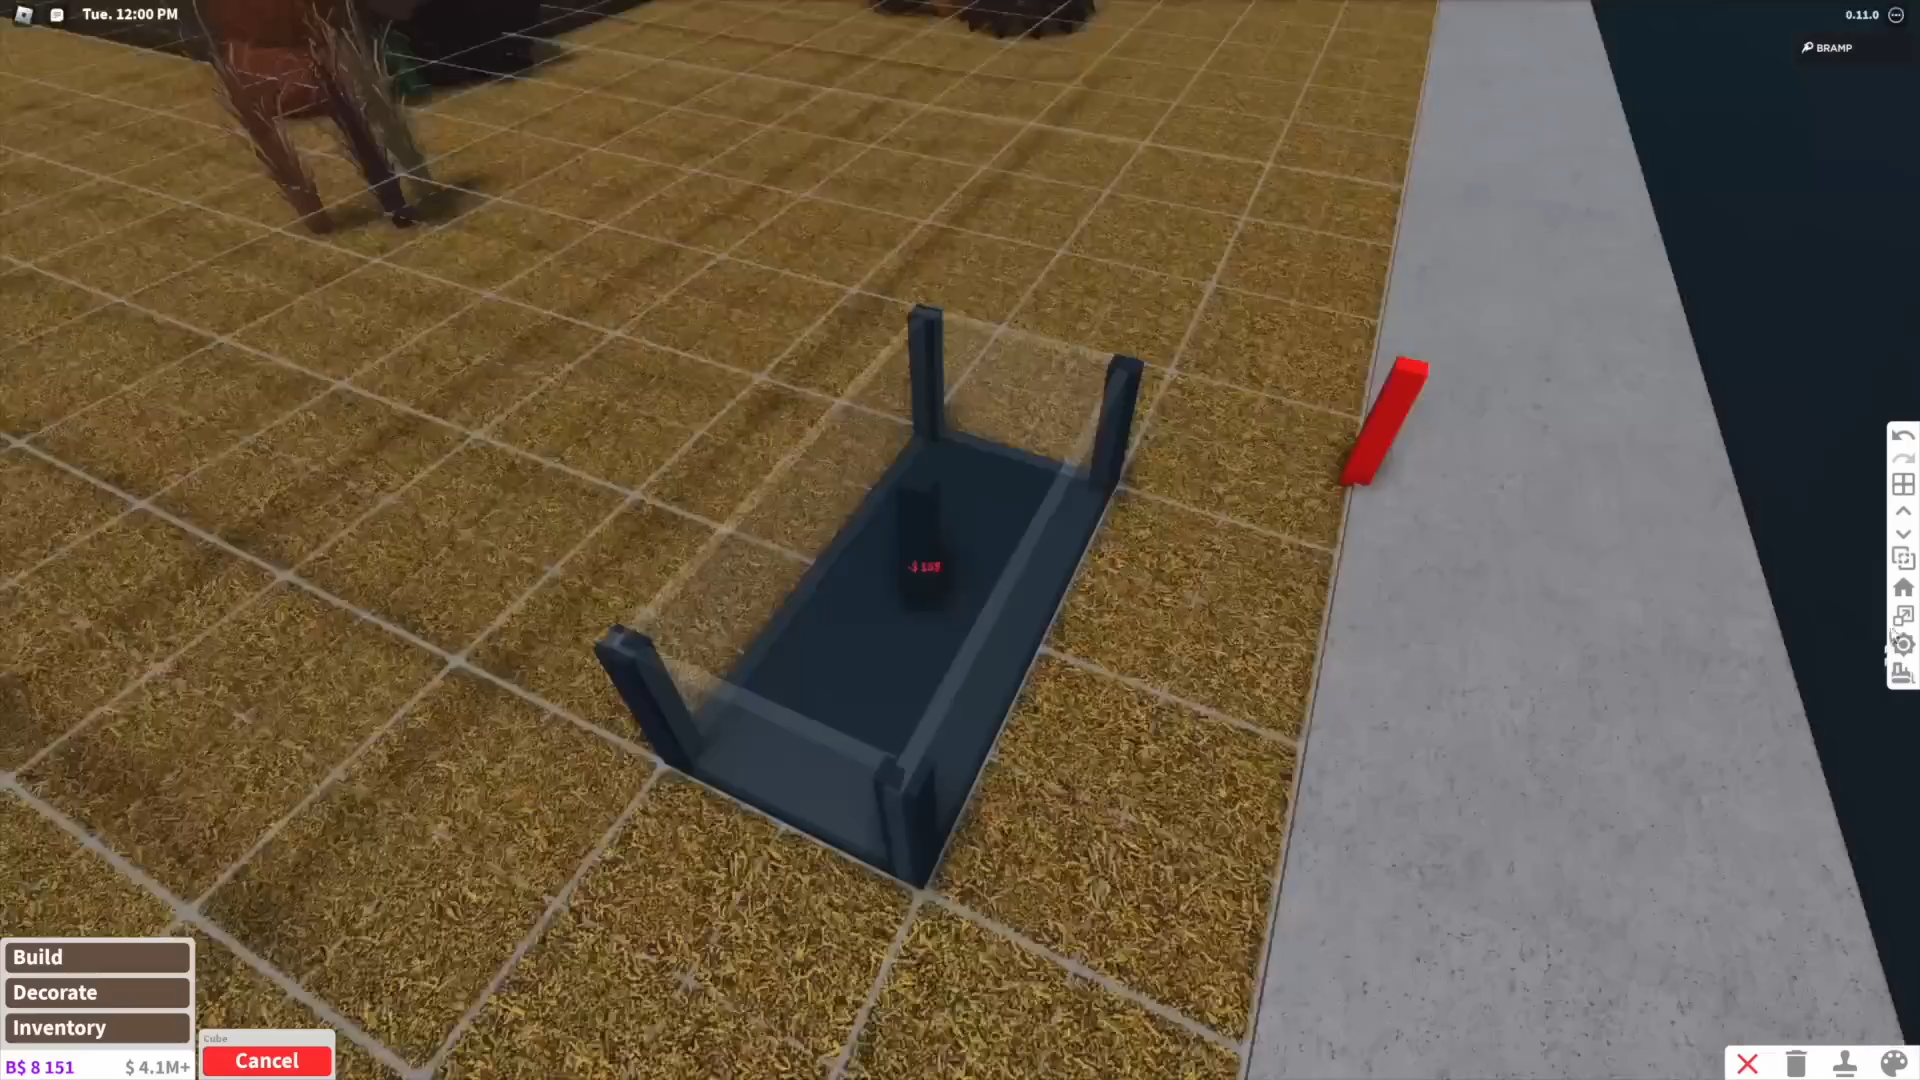 Tue. 12:00 PM
0.11.0
BRAMP
Build
Decorate
Inventory
B$ 8 151
$ 4.1M+
Cube
Cancel